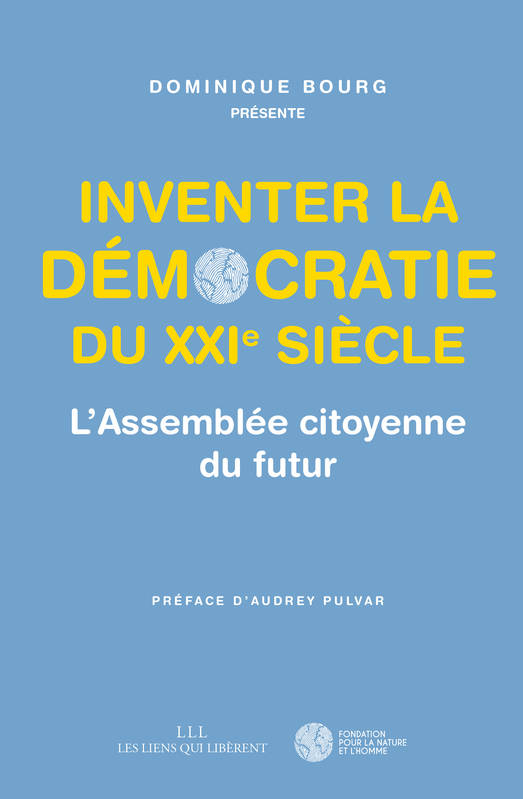 DOMINIQUE BOURG
PRÉSENTE
INVENTER LA
DÉMOCRATIE
DU XXIe SIÈCLE
L'Assemblée citoyenne
du futur
PRÉFACE D'AUDREY PULVAR
LLL
LES LIENS QUI LIBÈRENT
FONDATION
POUR LA NATURE
ET L'HOMME